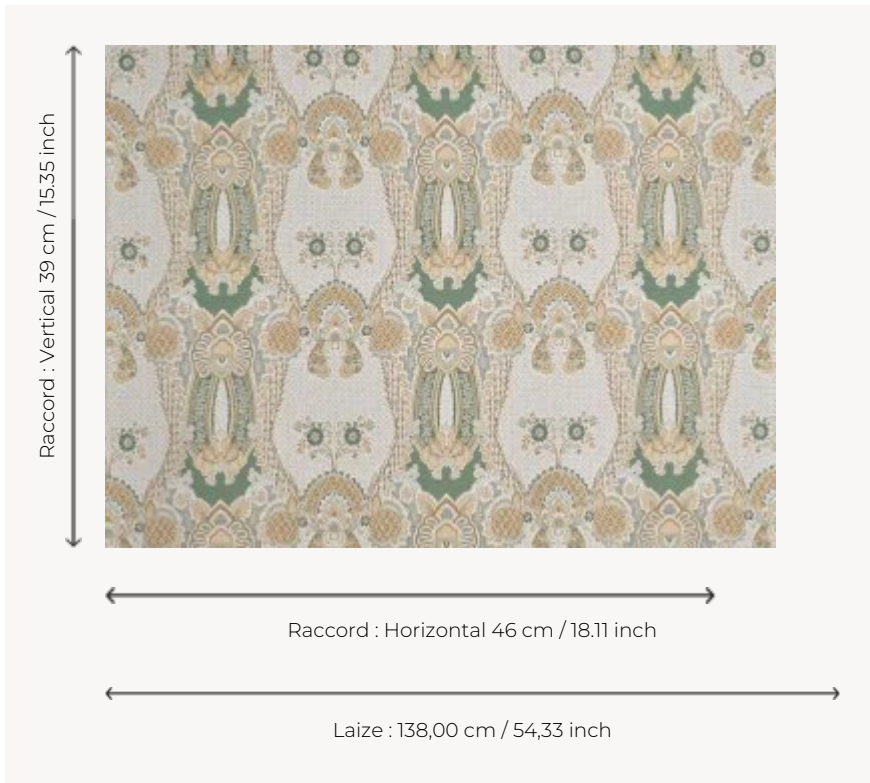 Raccord : Vertical 39 cm / 15.35 inch
Raccord : Horizontal 46 cm / 18.11 inch
Laize : 138,00 cm / 54,33 inch